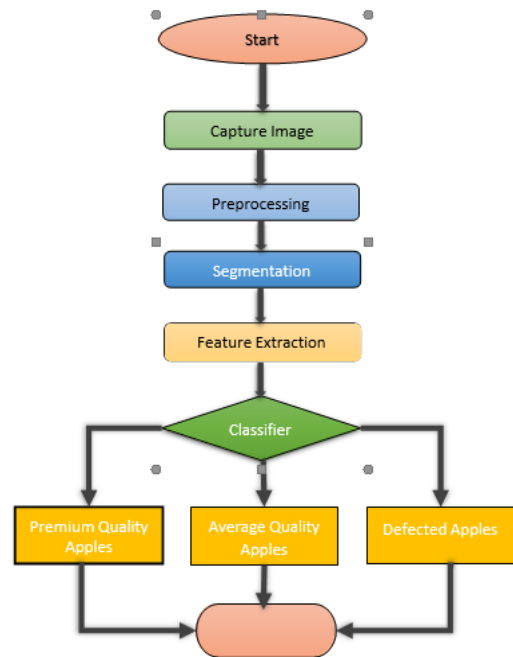 Start
Capture Image
Preprocessing
Segmentation
Feature Extraction
Classifier
Premium Quality
Apples
Average Quality
Apples
Defected Apples